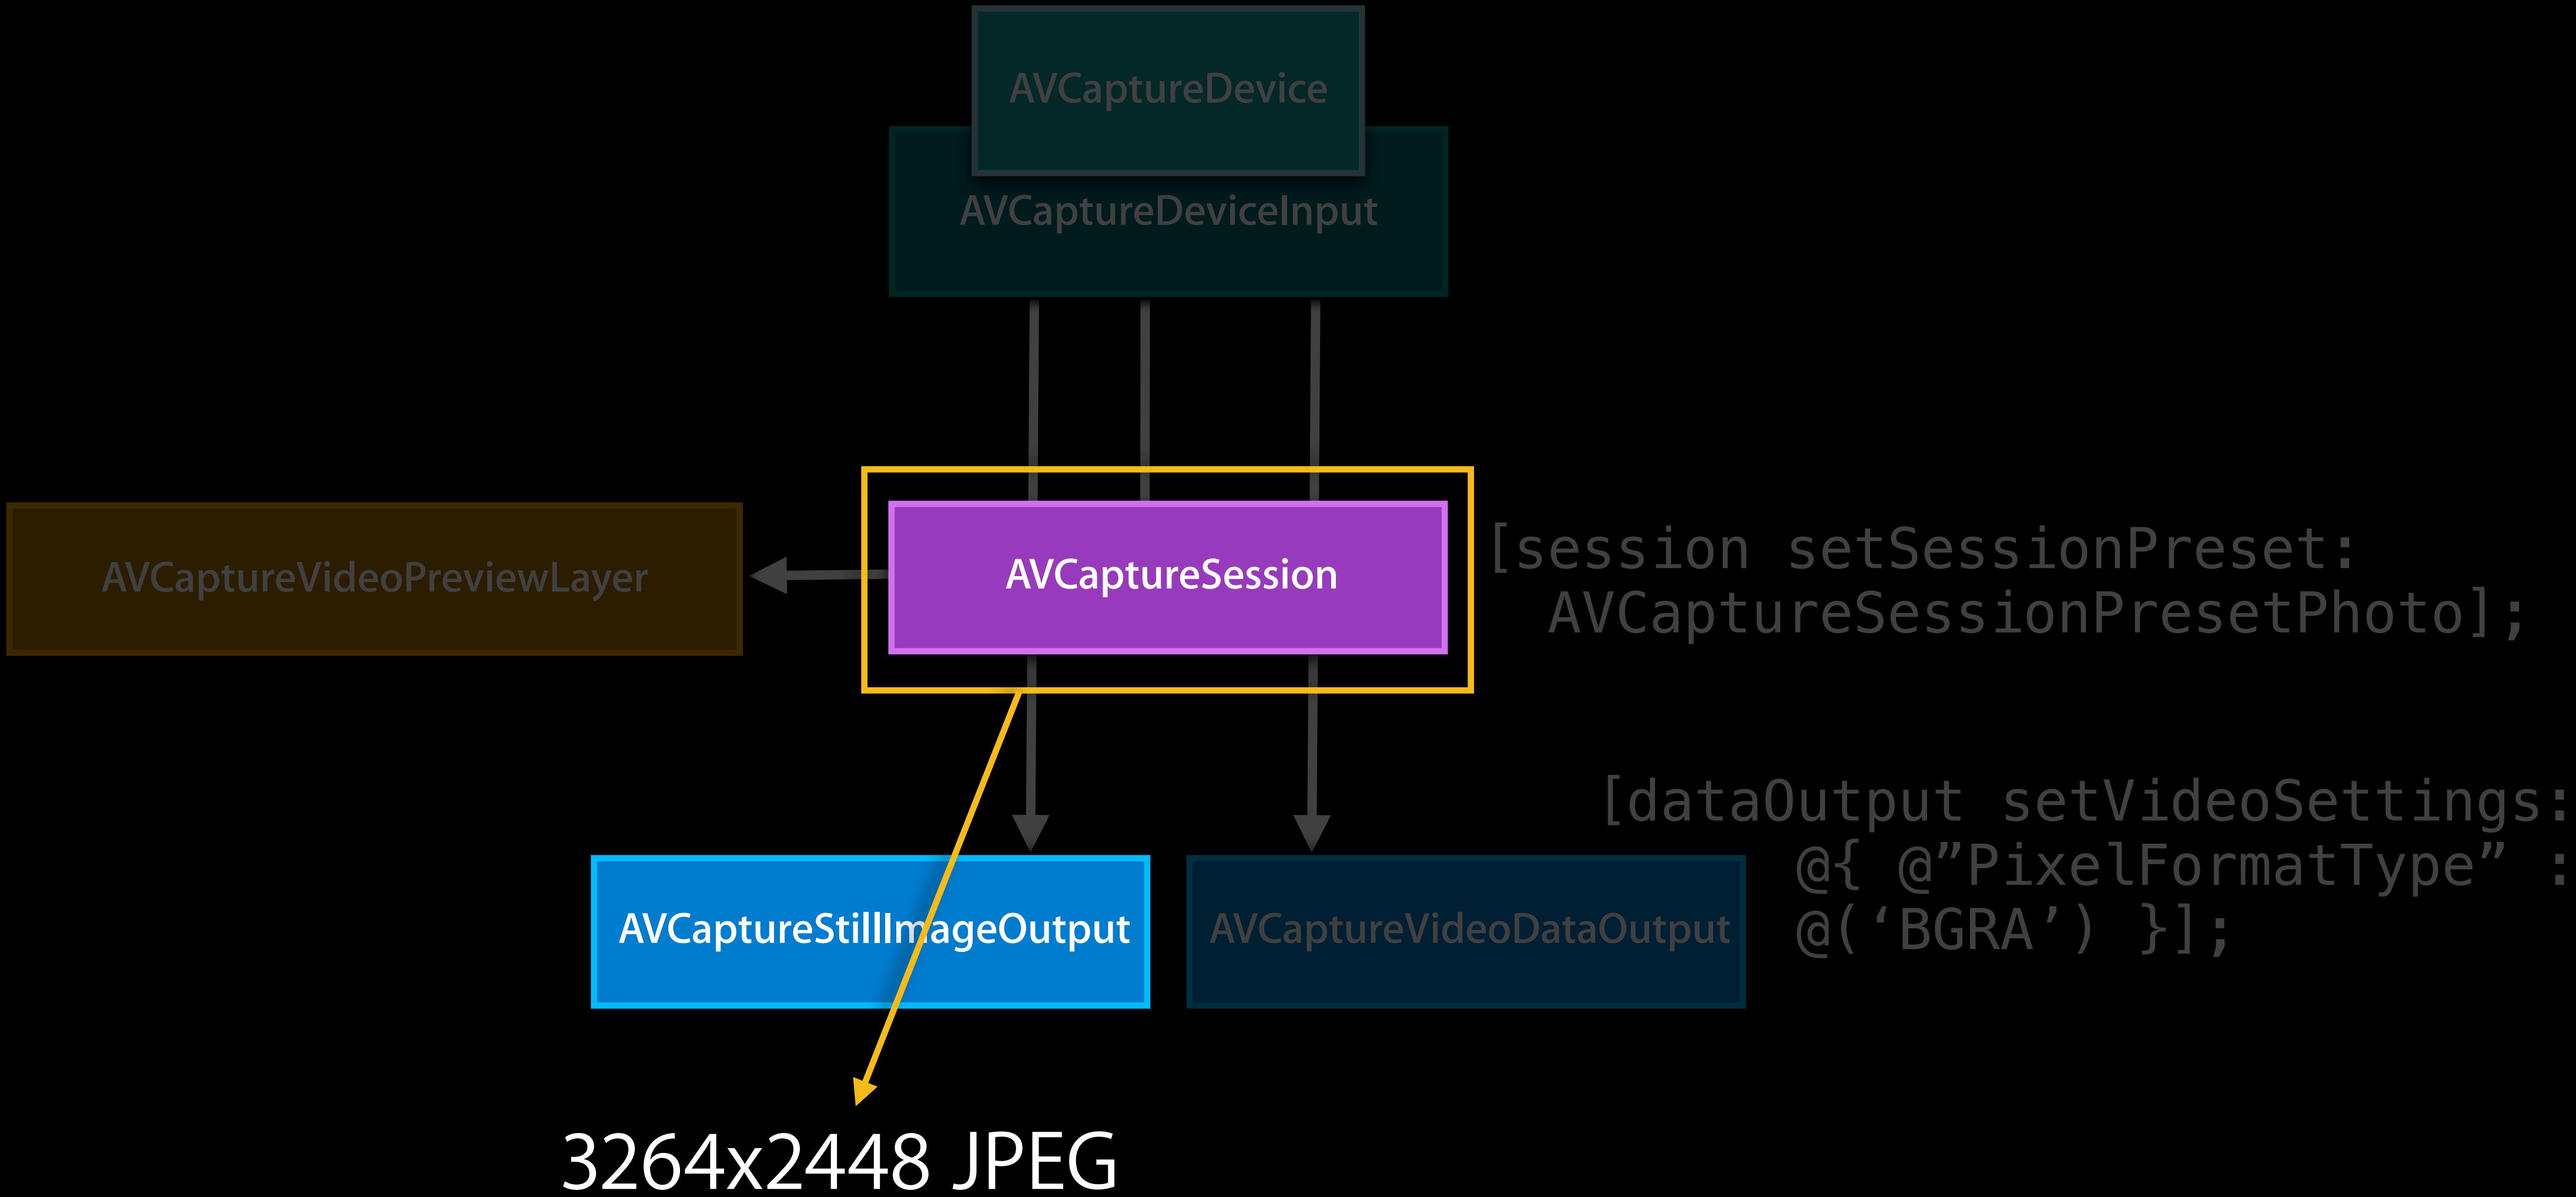 AVCaptureDevice
AVCaptureDeviceInput
AVCaptureVideoPreviewLayer
AVCaptureSession
[session setSessionPreset:
AVCaptureSessionPresetPhoto];
[dataOutput setVideoSettings:
@{ @”PixelFormatType” :
@(‘BGRA’) }];
AVCaptureStillImageOutput
AVCaptureVideoDataOutput
3264x2448 JPEG